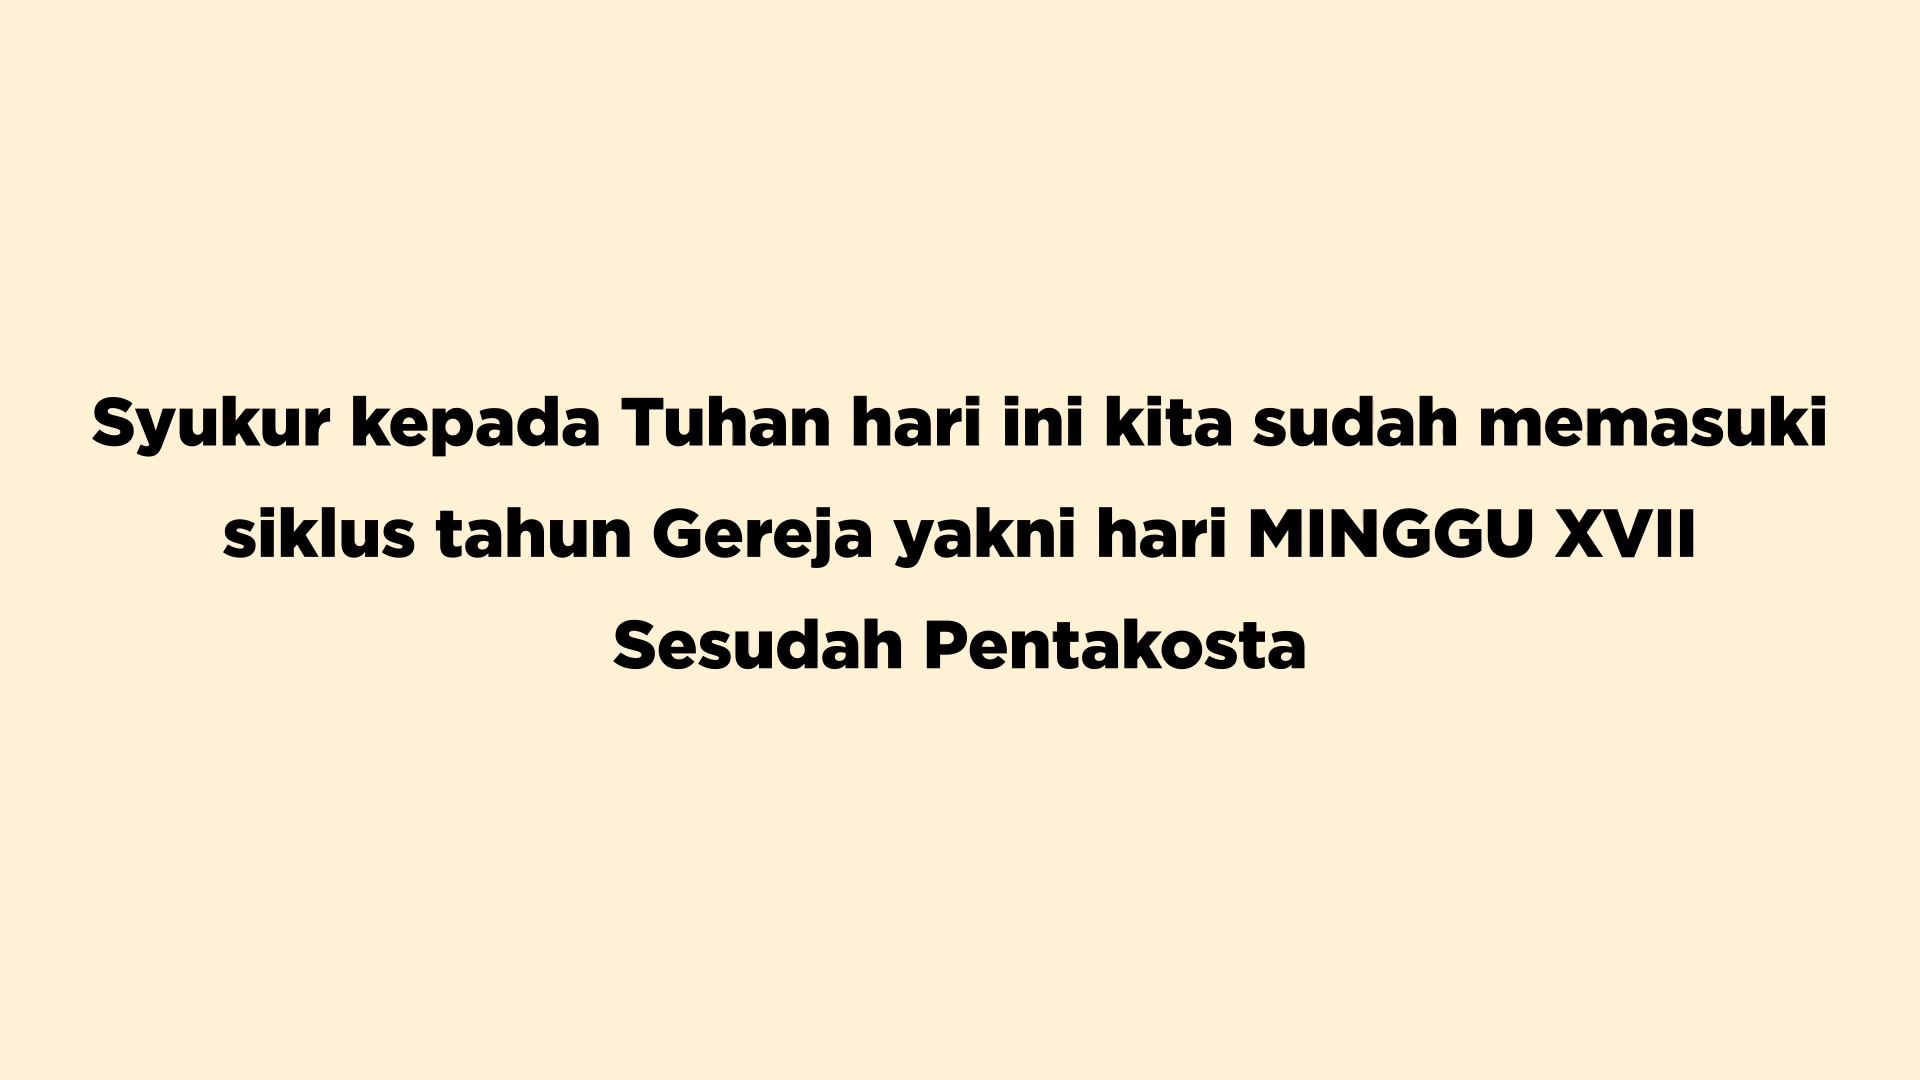 Syukur kepada Tuhan hari ini kita sudah memasuki
siklus tahun Gereja yakni hari MINGGU XVII
Sesudah Pentakosta